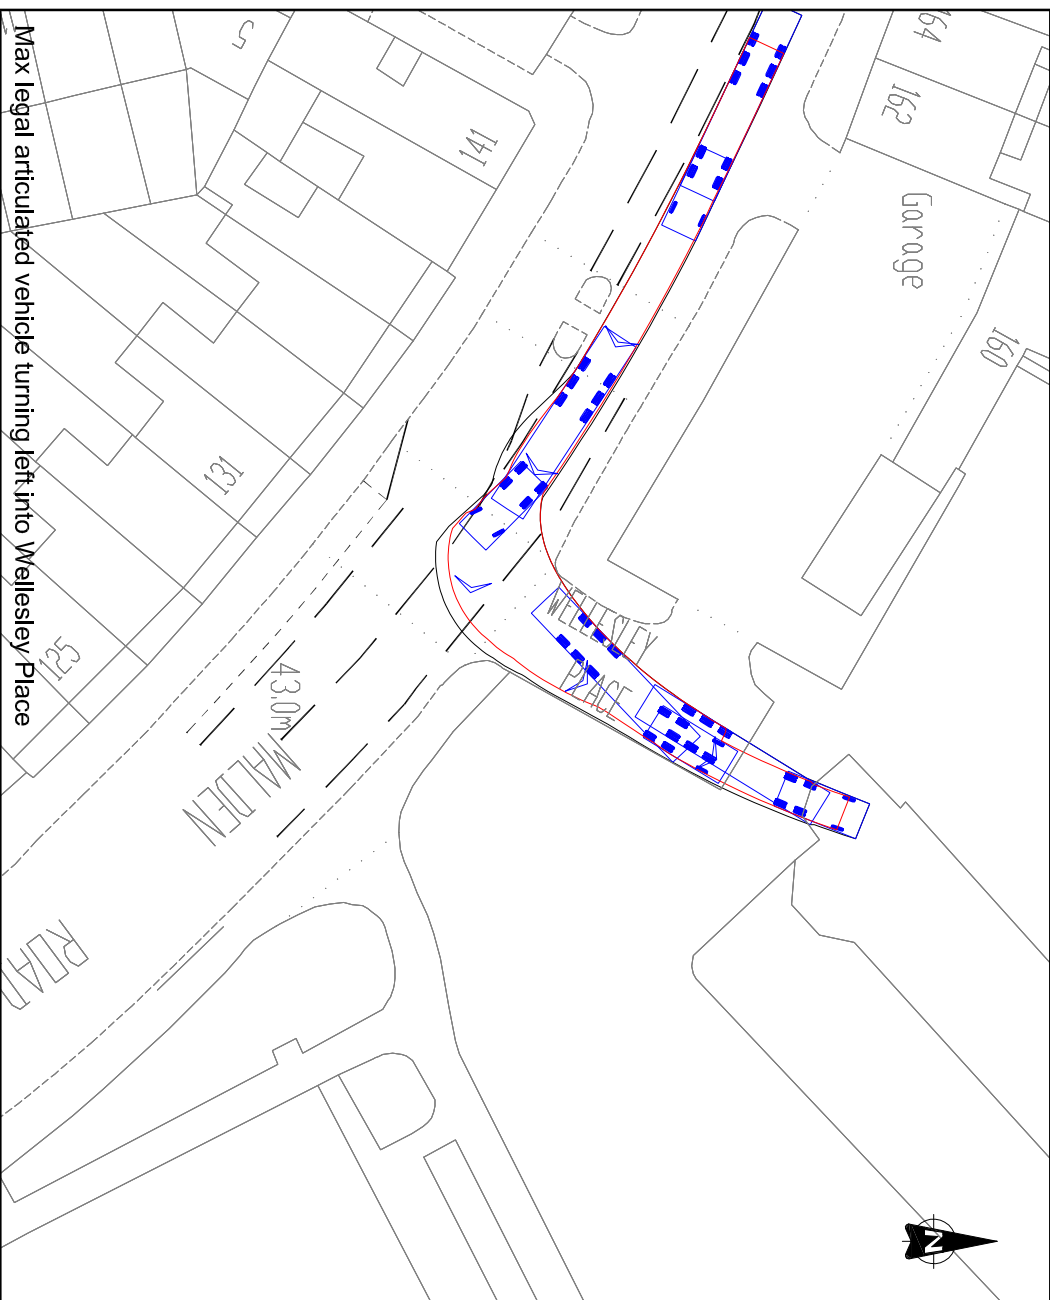 Max legal articulated vehicle turning left into Wellesley Place
164
162
Garage
160
5
141
131
125
WELLESLEY
PLACE
43.0m
MALDEN
ROAD
N